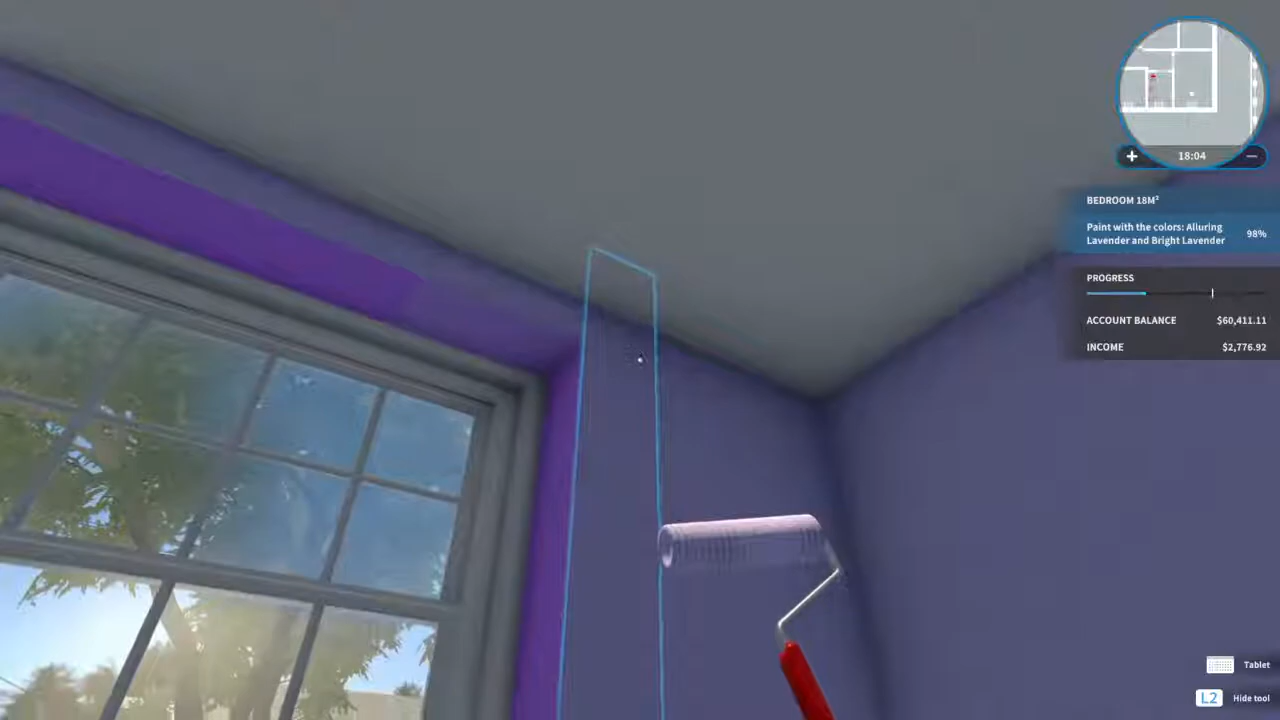 18:04
BEDROOM 18M²
Paint with the colors: Alluring
Lavender and Bright Lavender
98%
PROGRESS
ACCOUNT BALANCE $60,411.11
INCOME $2,776.92
Tablet
L2 Hide tool